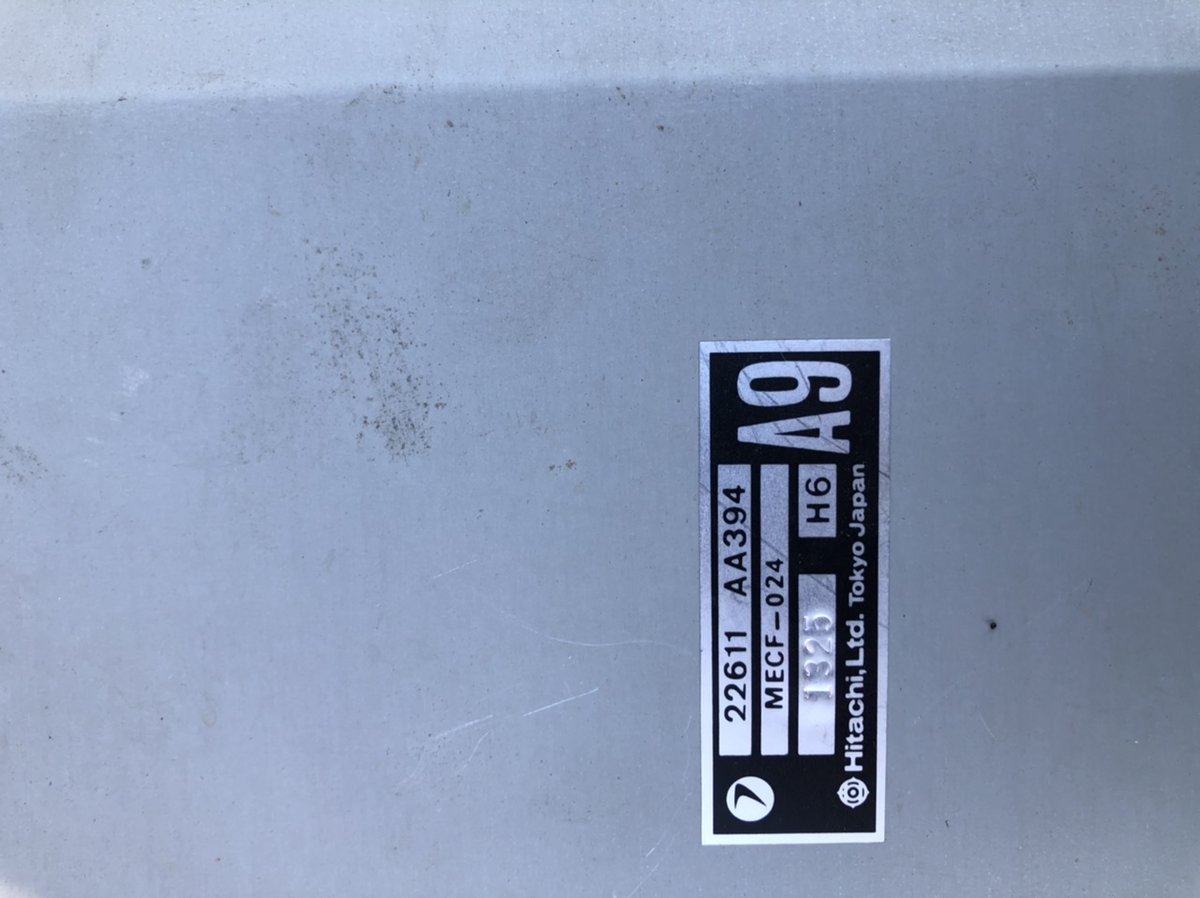 22611 AA394
MECF-024
1325 H6
A9
Hitachi,Ltd. Tokyo Japan